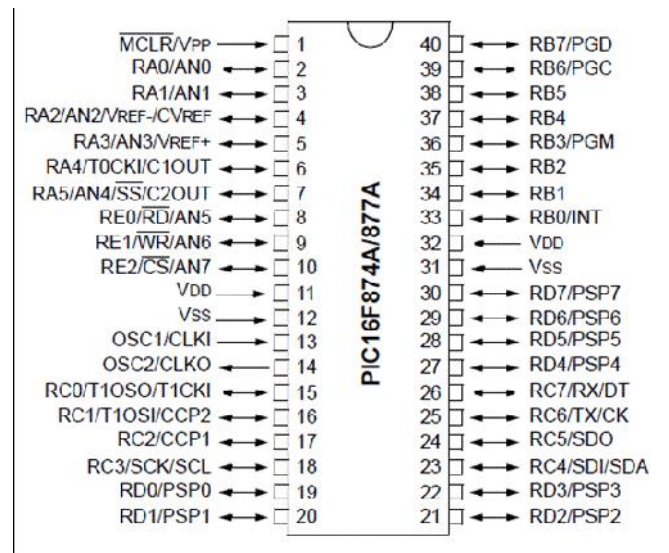 MCLR/VPP 1 40 RB7/PGD
RA0/AN0 2 39 RB6/PGC
RA1/AN1 3 38 RB5
RA2/AN2/VREF-/CVREF 4 37 RB4
RA3/AN3/VREF+ 5 36 RB3/PGM
RA4/T0CKI/C1OUT 6 35 RB2
RA5/AN4/SS/C2OUT 7 34 RB1
RE0/RD/AN5 8 33 RB0/INT
RE1/WR/AN6 9 32 VDD
RE2/CS/AN7 10 31 VSS
VDD 11 30 RD7/PSP7
VSS 12 29 RD6/PSP6
OSC1/CLKI 13 28 RD5/PSP5
OSC2/CLKO 14 27 RD4/PSP4
RC0/T1OSO/T1CKI 15 26 RC7/RX/DT
RC1/T1OSI/CCP2 16 25 RC6/TX/CK
RC2/CCP1 17 24 RC5/SDO
RC3/SCK/SCL 18 23 RC4/SDI/SDA
RD0/PSP0 19 22 RD3/PSP3
RD1/PSP1 20 21 RD2/PSP2
PIC16F874A/877A